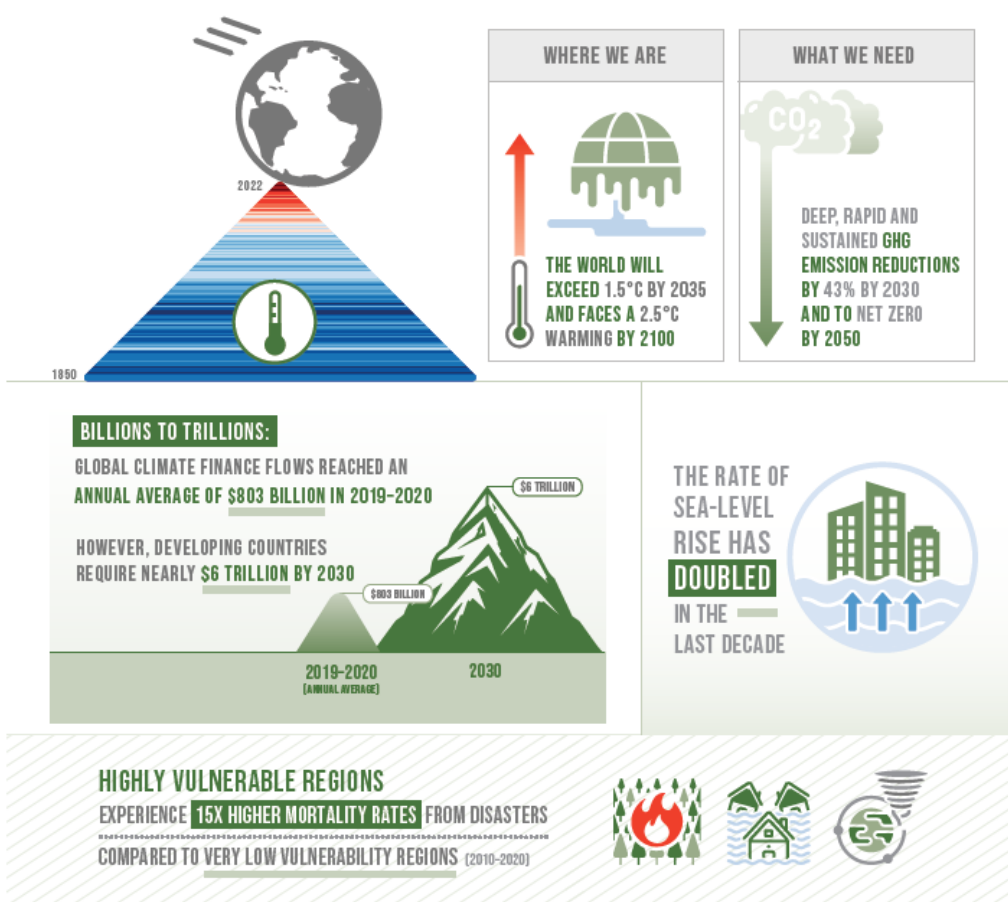 2022
1850
WHERE WE ARE
THE WORLD WILL
EXCEED 1.5°C BY 2035
AND FACES A 2.5°C
WARMING BY 2100
WHAT WE NEED
CO2
DEEP, RAPID AND
SUSTAINED GHG
EMISSION REDUCTIONS
BY 43% BY 2030
AND TO NET ZERO
BY 2050
BILLIONS TO TRILLIONS:
GLOBAL CLIMATE FINANCE FLOWS REACHED AN
ANNUAL AVERAGE OF $803 BILLION IN 2019-2020
HOWEVER, DEVELOPING COUNTRIES
REQUIRE NEARLY $6 TRILLION BY 2030
$6 TRILLION
$803 BILLION
2019-2020
(ANNUAL AVERAGE)
2030
THE RATE OF
SEA-LEVEL
RISE HAS
DOUBLED
IN THE
LAST DECADE
HIGHLY VULNERABLE REGIONS
EXPERIENCE 15X HIGHER MORTALITY RATES FROM DISASTERS
COMPARED TO VERY LOW VULNERABILITY REGIONS (2010-2020)